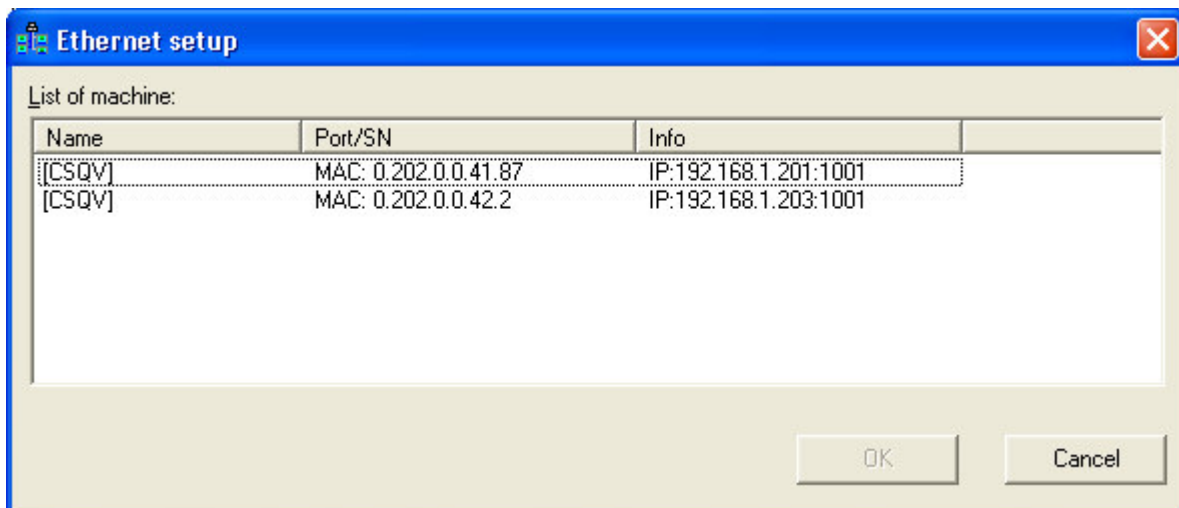 Ethernet setup
List of machine:
Name Port/SN Info
[CSQV] MAC: 0.202.0.0.41.87 IP:192.168.1.201:1001
[CSQV] MAC: 0.202.0.0.42.2 IP:192.168.1.203:1001
OK Cancel